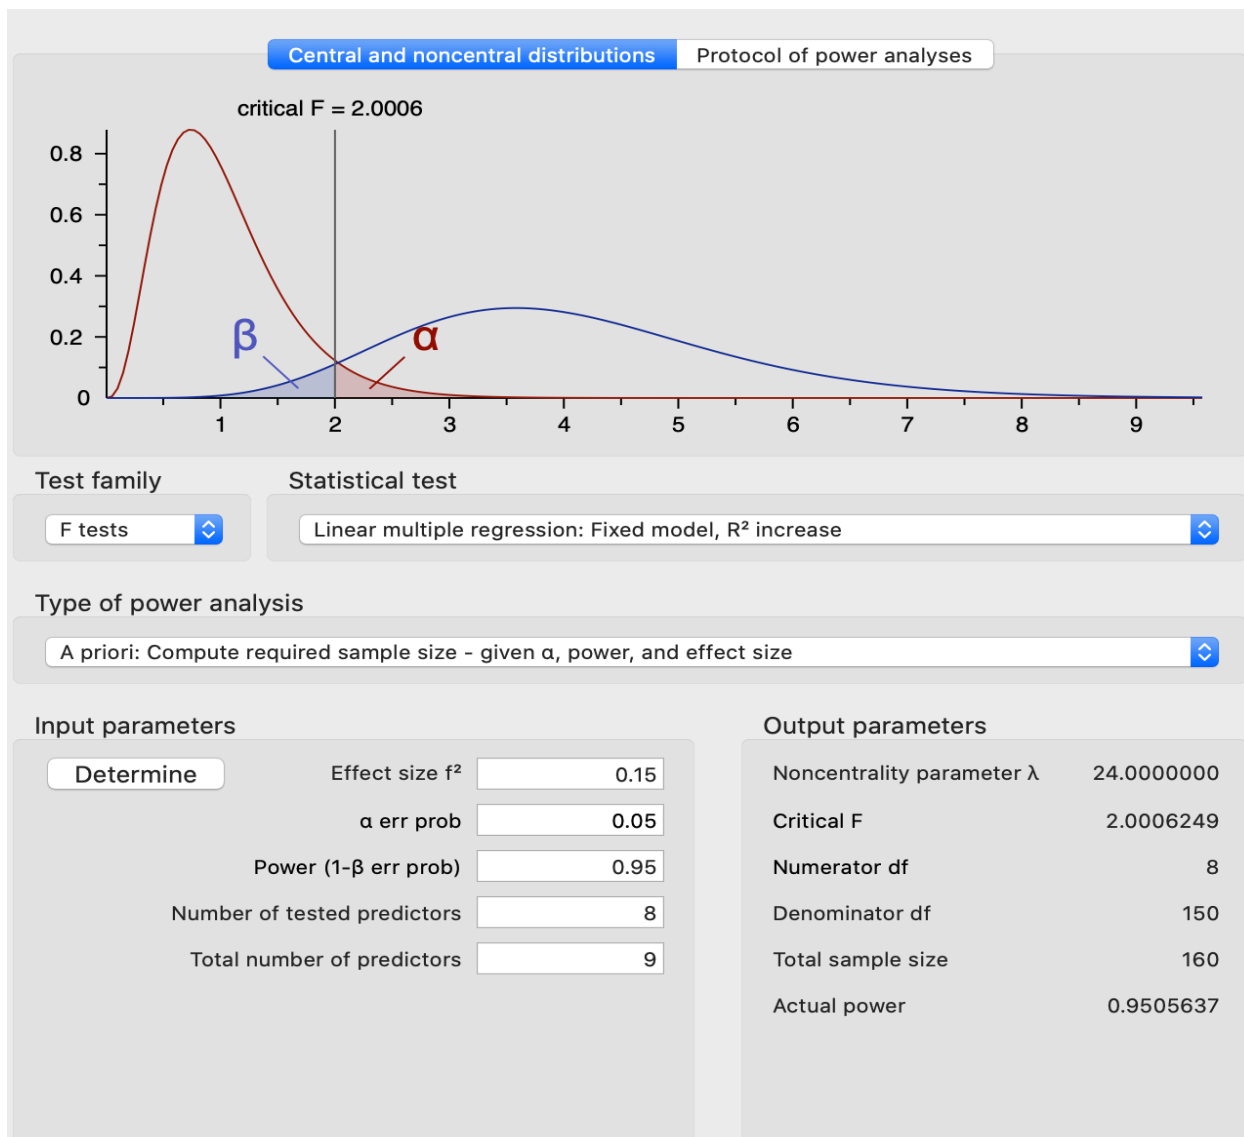 Central and noncentral distributions Protocol of power analyses
critical F = 2.0006
0.8
0.6
0.4
0.2
0
β α
1 2 3 4 5 6 7 8 9
Test family Statistical test
F tests Linear multiple regression: Fixed model, R² increase
Type of power analysis
A priori: Compute required sample size - given α, power, and effect size
Input parameters Output parameters
Determine Effect size f² 0.15 Noncentrality parameter λ 24.0000000
α err prob 0.05 Critical F 2.0006249
Power (1-β err prob) 0.95 Numerator df 8
Number of tested predictors 8 Denominator df 150
Total number of predictors 9 Total sample size 160
Actual power 0.9505637